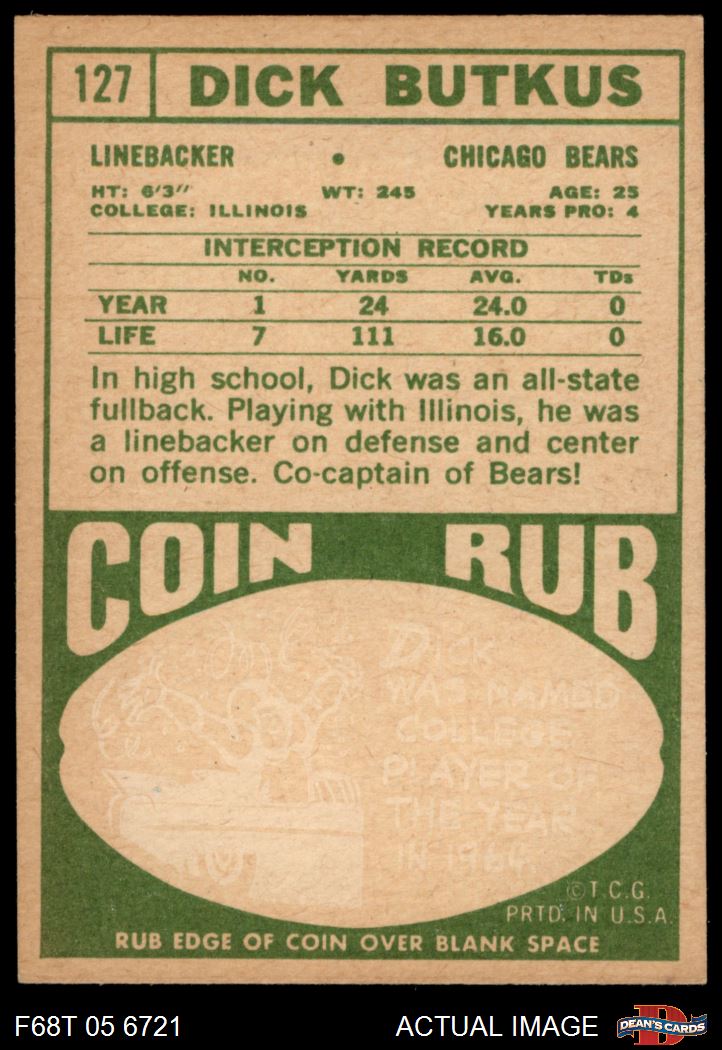 127 DICK BUTKUS
LINEBACKER • CHICAGO BEARS
HT: 6'3" WT: 245 AGE: 25
COLLEGE: ILLINOIS YEARS PRO: 4
INTERCEPTION RECORD
NO. YARDS AVG. TDs
YEAR 1 24 24.0 0
LIFE 7 111 16.0 0
In high school, Dick was an all-state
fullback. Playing with Illinois, he was
a linebacker on defense and center
on offense. Co-captain of Bears!
COIN RUB
DICK
WAS NAMED
COLLEGE
PLAYER OF
THE YEAR
IN 1964.
©T.C.G.
PRTD. IN U.S.A.
RUB EDGE OF COIN OVER BLANK SPACE
F68T 05 6721 ACTUAL IMAGE D DEAN'S CARDS